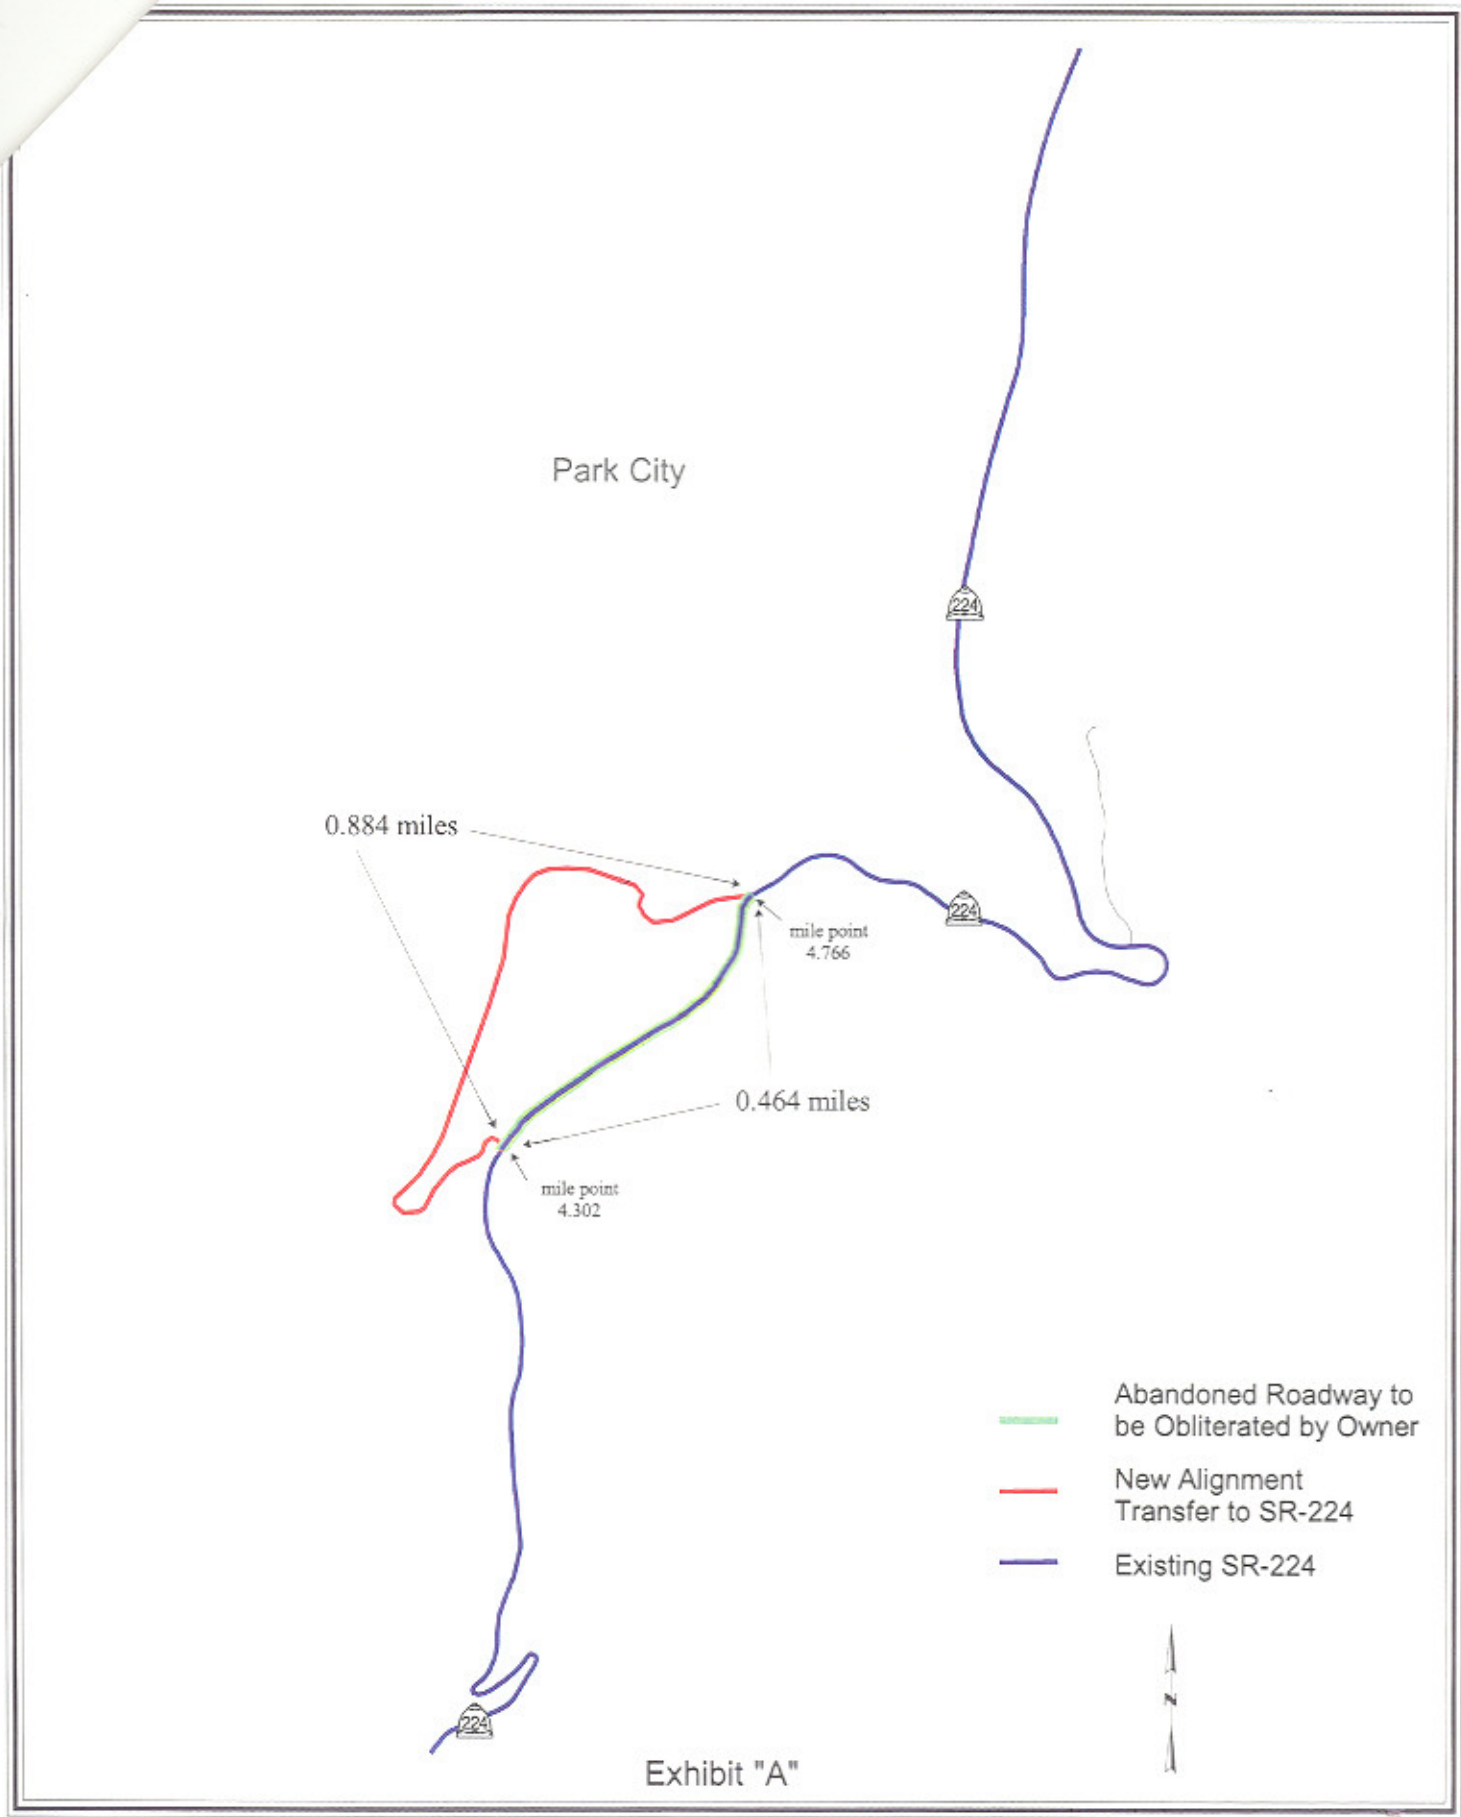 Park City
224
0.884 miles
224
mile point
4.766
0.464 miles
mile point
4.302
Abandoned Roadway to
be Obliterated by Owner
New Alignment
Transfer to SR-224
Existing SR-224
N
224
Exhibit "A"